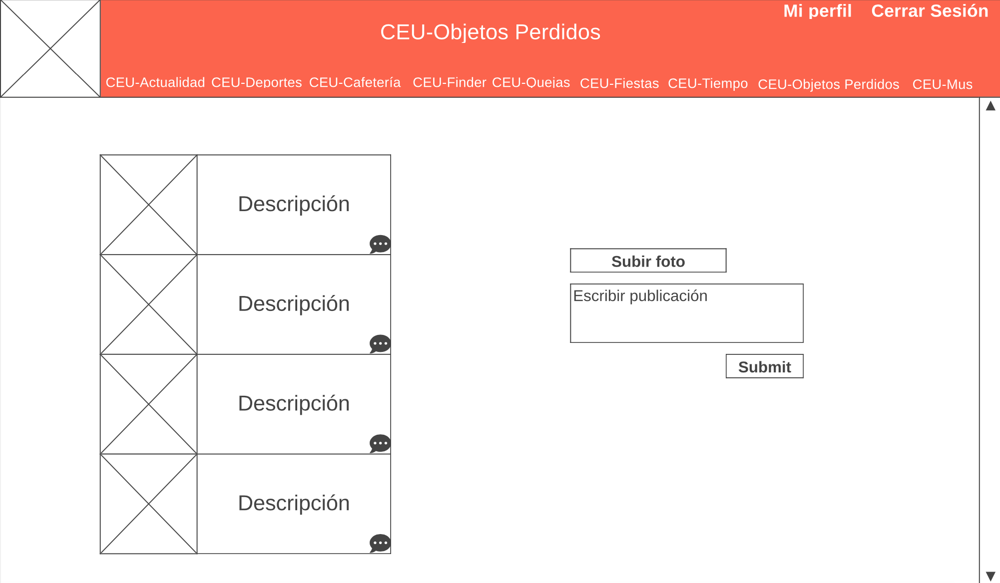 Mi perfil Cerrar Sesión
CEU-Objetos Perdidos
CEU-Actualidad CEU-Deportes CEU-Cafetería CEU-Finder CEU-Quejas CEU-Fiestas CEU-Tiempo CEU-Objetos Perdidos CEU-Mus
Descripción
Descripción
Descripción
Descripción
Subir foto
Escribir publicación
Submit